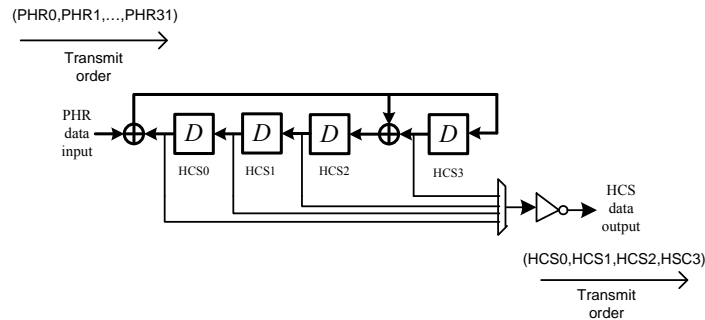 (PHR0,PHR1,...,PHR31)
Transmit
order
PHR
data
input
D
D
D
D
HCS0
HCS1
HCS2
HCS3
HCS
data
output
(HCS0,HCS1,HCS2,HSC3)
Transmit
order